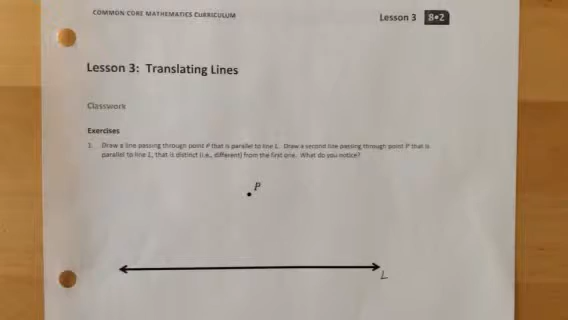 COMMON CORE MATHEMATICS CURRICULUM
Lesson 3 8•2
Lesson 3: Translating Lines
Classwork
Exercises
1. Draw a line passing through point P that is parallel to line L. Draw a second line passing through point P that is
parallel to line L, that is distinct (i.e., different) from the first one. What do you notice?
P
L